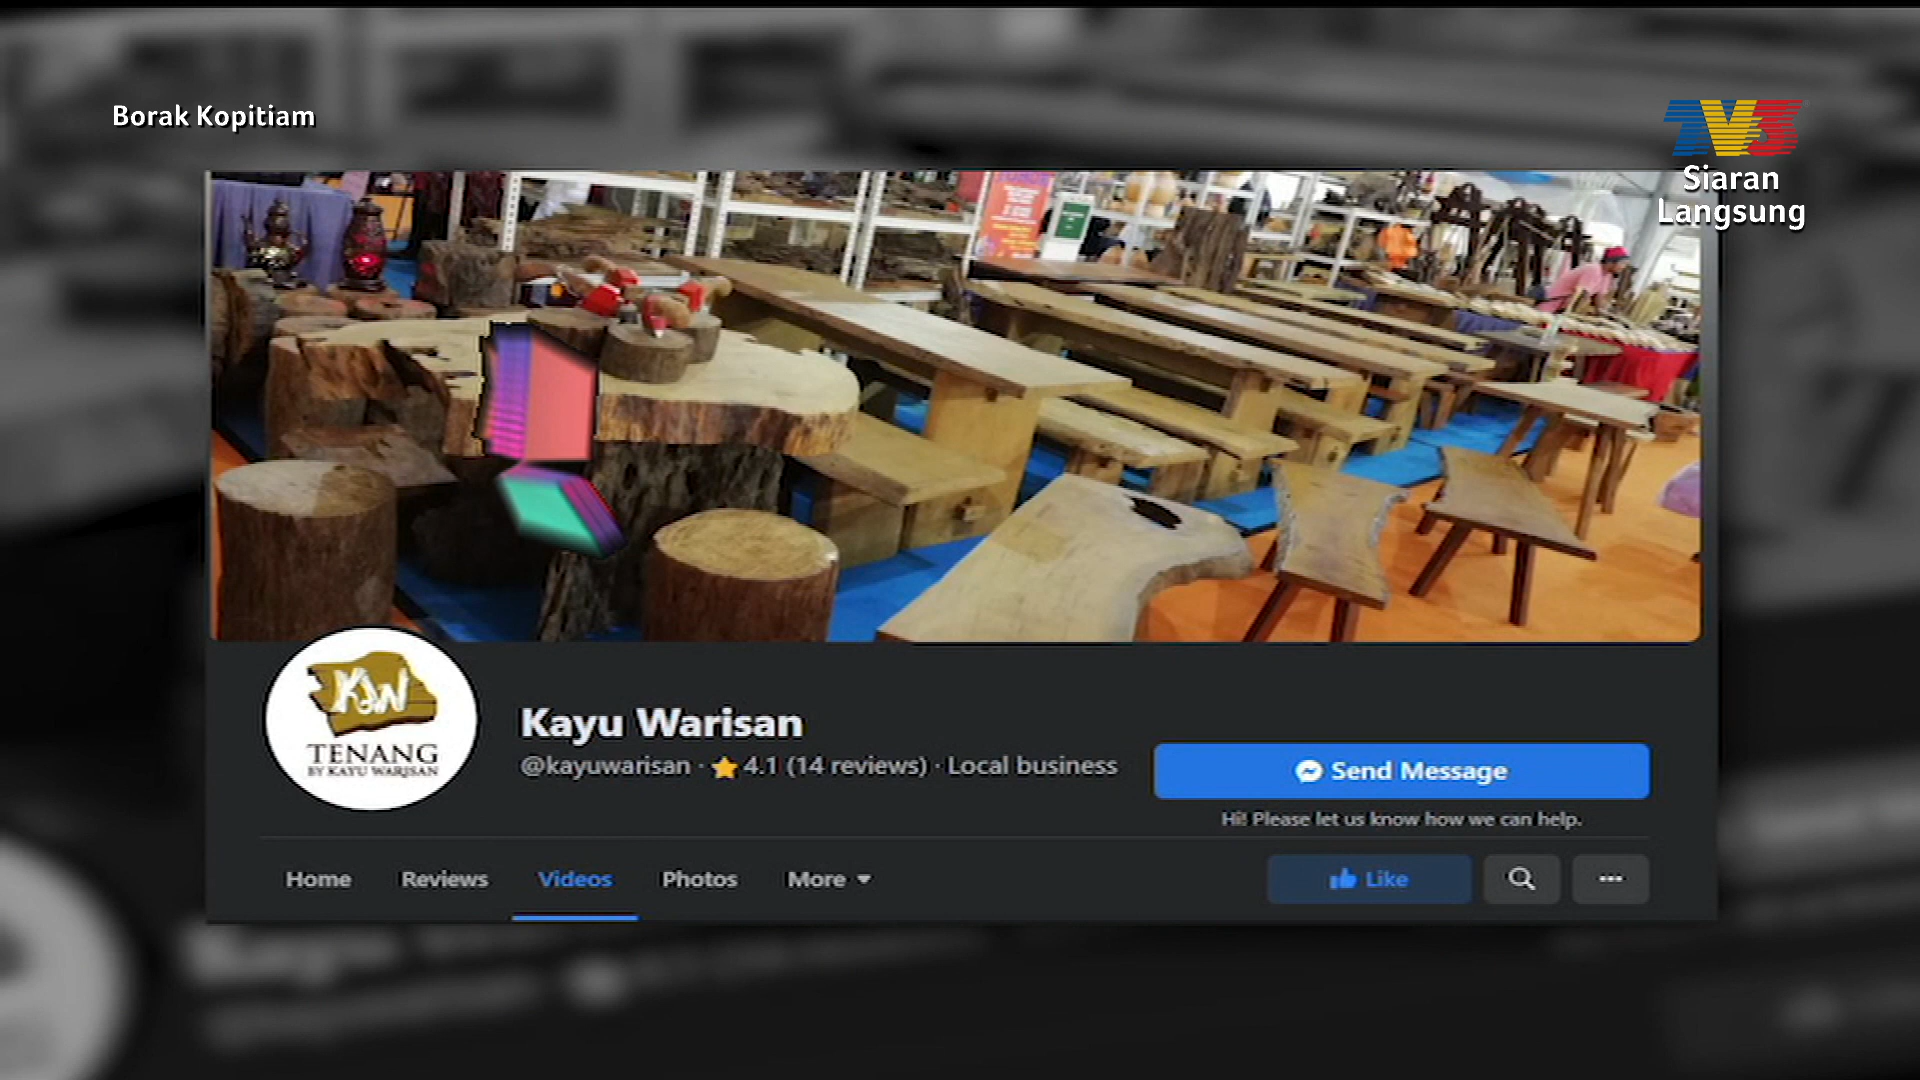 Borak Kopitiam
TV3
Siaran
Langsung
KW
TENANG
BY KAYU WARISAN
Kayu Warisan
@kayuwarisan · 4.1 (14 reviews) · Local business
Send Message
Hi! Please let us know how we can help.
Home Reviews Videos Photos More
Like